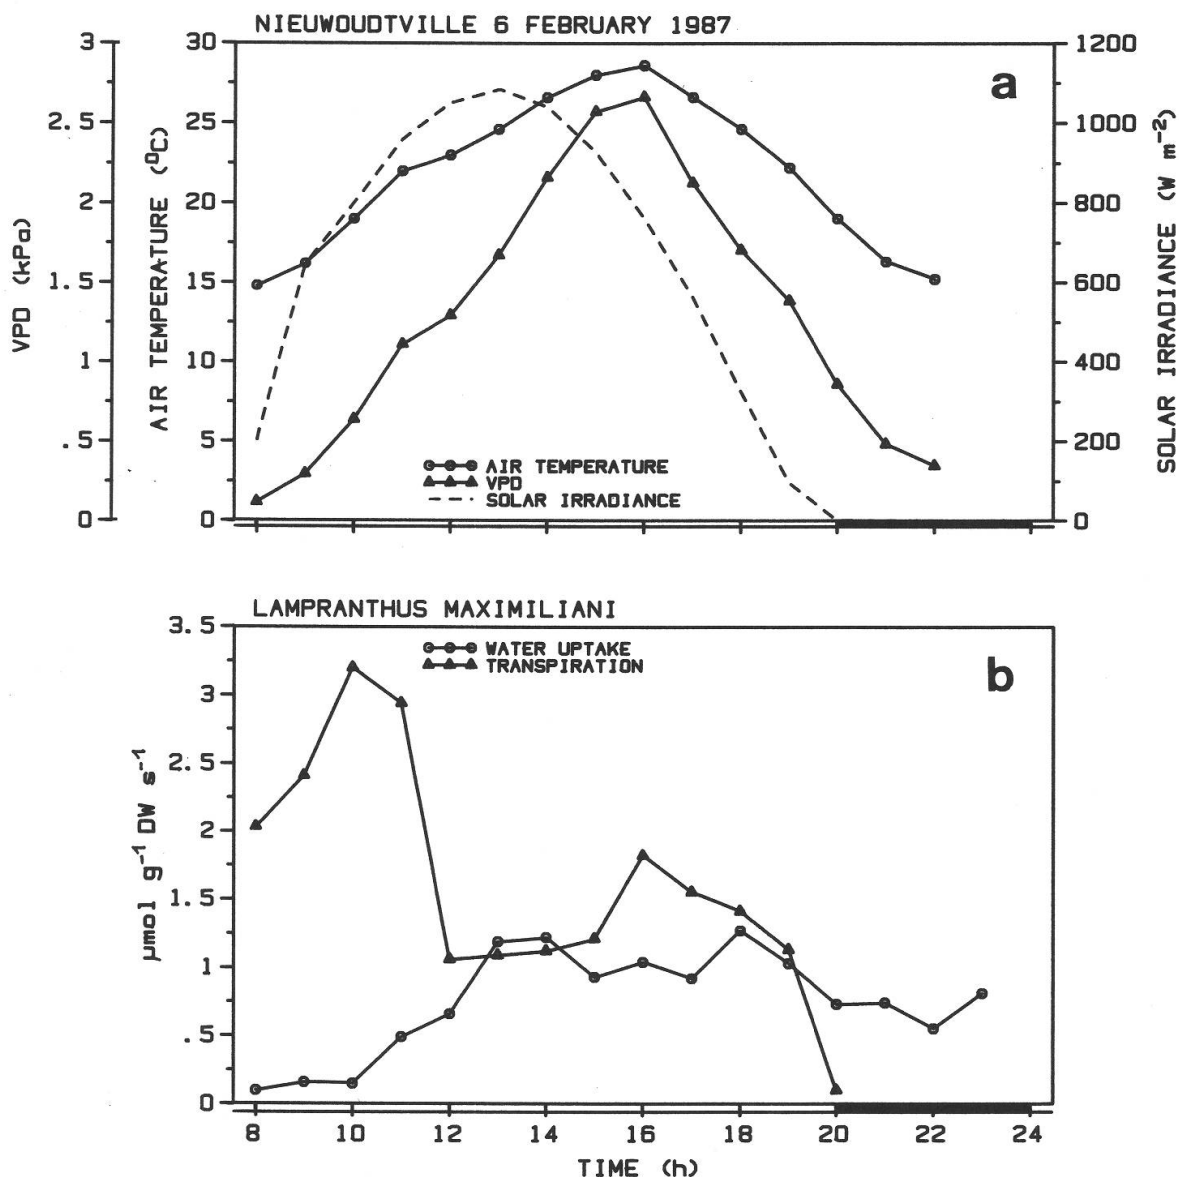 NIEUWOUDTVILLE 6 FEBRUARY 1987
a
VPD (kPa)
3
2.5
2
1.5
1
.5
0
AIR TEMPERATURE (⁰C)
30
25
20
15
10
5
0
SOLAR IRRADIANCE (W m⁻²)
1200
1000
800
600
400
200
0
AIR TEMPERATURE
VPD
SOLAR IRRADIANCE
LAMPRANTHUS MAXIMILIANI
b
WATER UPTAKE
TRANSPIRATION
µmol g⁻¹ DW s⁻¹
3.5
3
2.5
2
1.5
1
.5
0
8 10 12 14 16 18 20 22 24
TIME (h)